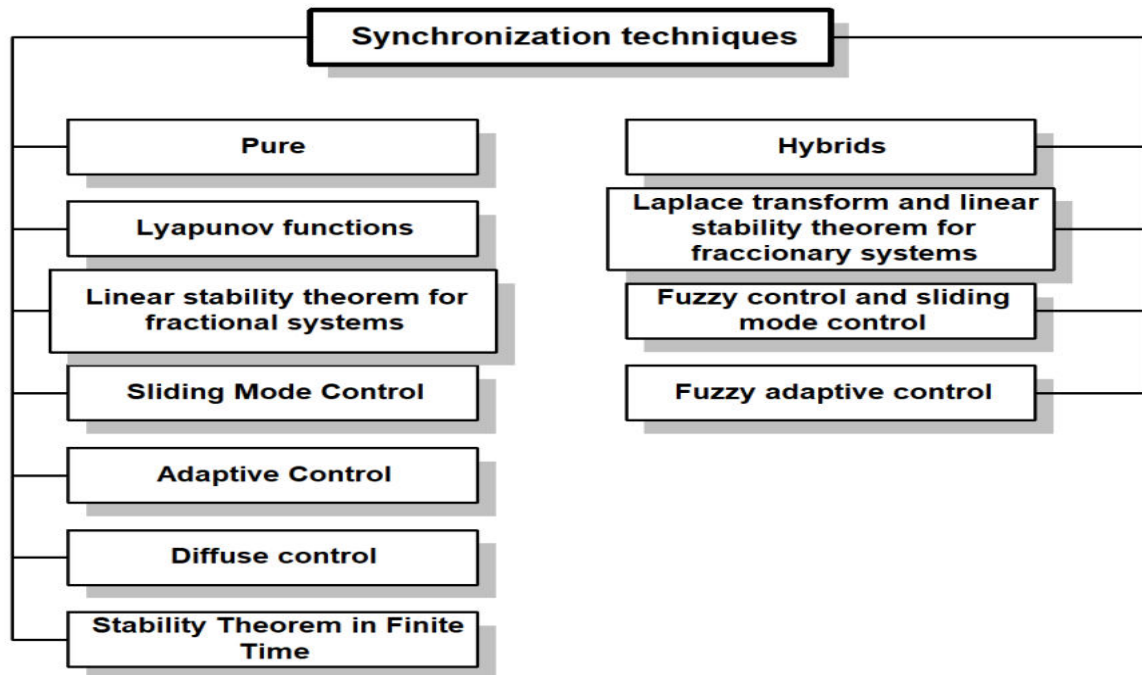 Synchronization techniques
Pure
Lyapunov functions
Linear stability theorem for
fractional systems
Sliding Mode Control
Adaptive Control
Diffuse control
Stability Theorem in Finite
Time
Hybrids
Laplace transform and linear
stability theorem for
fraccionary systems
Fuzzy control and sliding
mode control
Fuzzy adaptive control